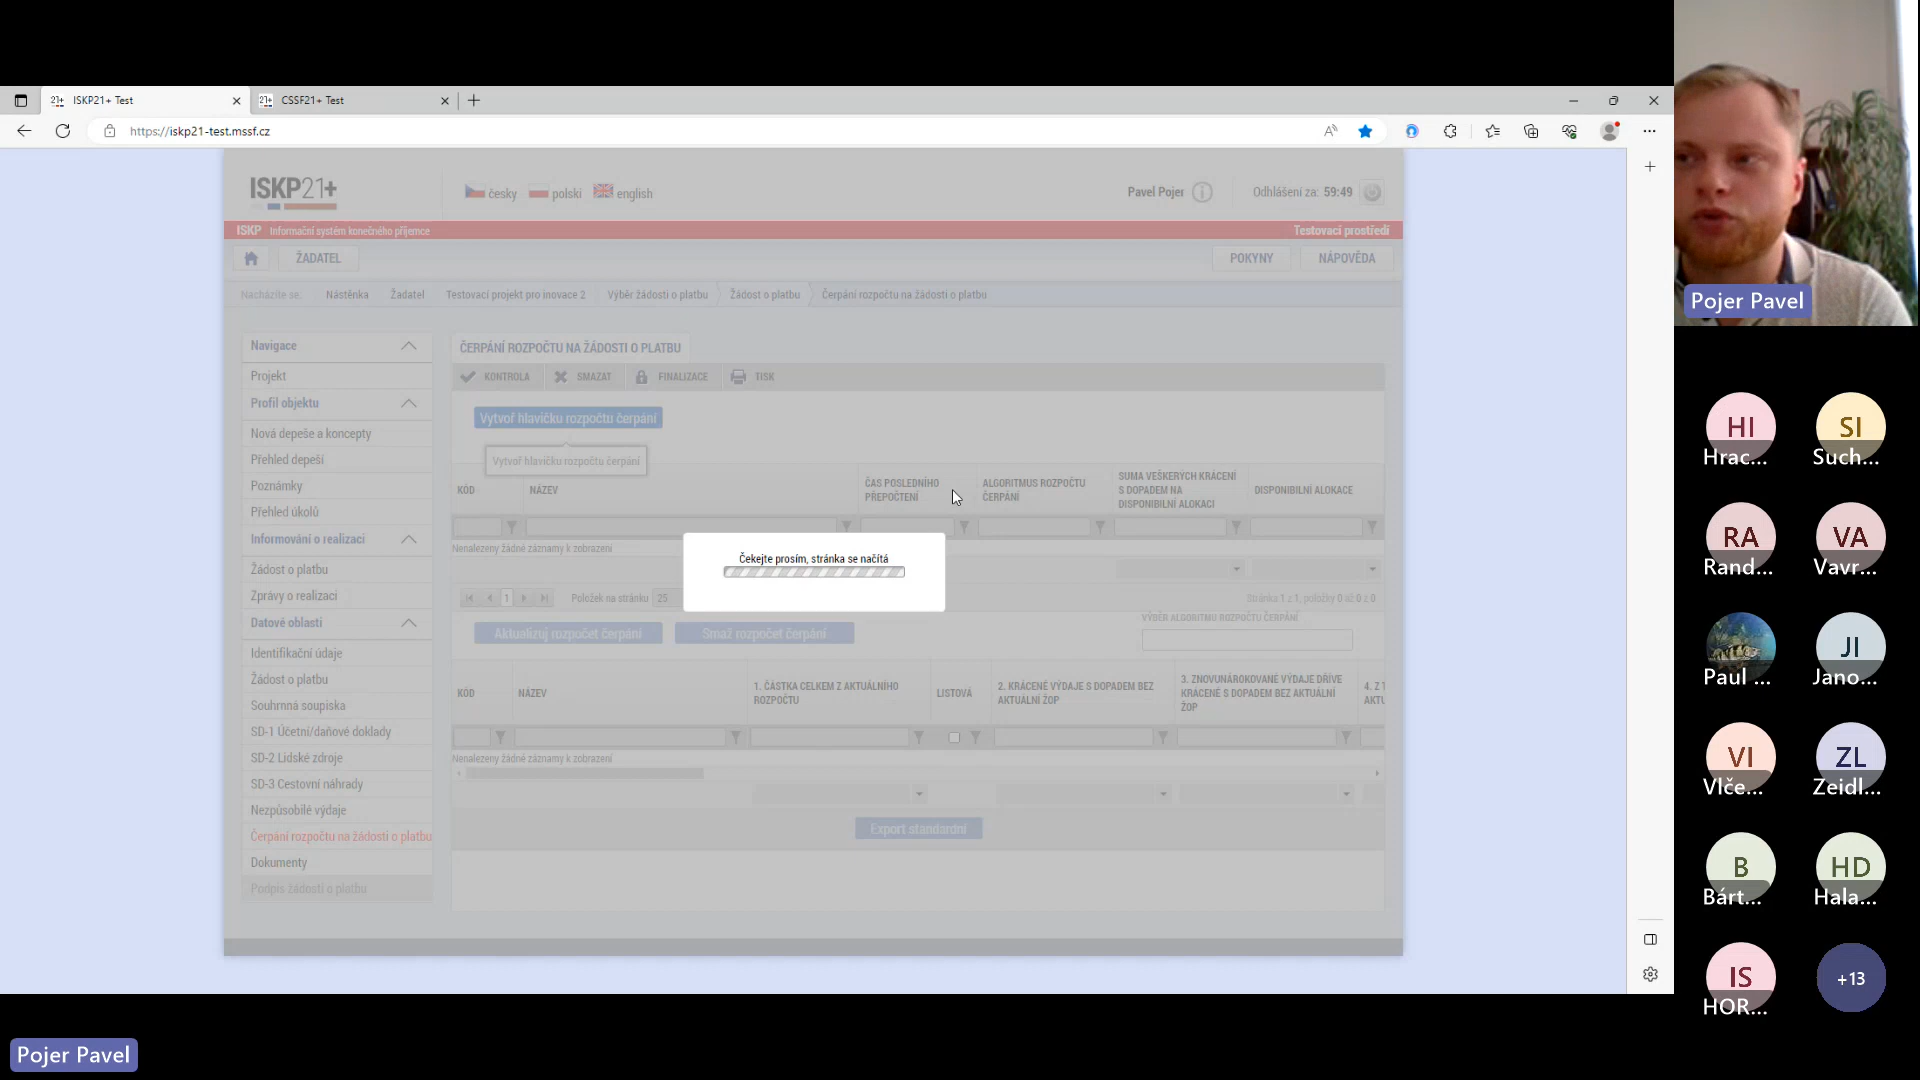 ISKP21+ Test
CSSF21+ Test
https://iskp21-test.mssf.cz
ISKP21+
česky
polski
english
Pavel Pojer
Odhlášení za: 59:49
ISKP Informační systém konečného příjemce
Testovací prostředí
ŽADATEL
POKYNY
NÁPOVĚDA
Nacházíte se:
Nástěnka
Žadatel
Testovací projekt pro inovace 2
Výběr žádosti o platbu
Žádost o platbu
Čerpání rozpočtu na žádosti o platbu
Navigace
Projekt
Profil objektu
Nová depeše a koncepty
Přehled depeší
Poznámky
Přehled úkolů
Informování o realizaci
Žádost o platbu
Zprávy o realizaci
Datové oblasti
Identifikační údaje
Žádost o platbu
Souhrnná soupiska
SD-1 Účetní/daňové doklady
SD-2 Lidské zdroje
SD-3 Cestovní náhrady
Nezpůsobilé výdaje
Čerpání rozpočtu na žádosti o platbu
Dokumenty
Podpis žádosti o platbu
ČERPÁNÍ ROZPOČTU NA ŽÁDOSTI O PLATBU
KONTROLA
SMAZAT
FINALIZACE
TISK
Vytvoř hlavičku rozpočtu čerpání
Vytvoř hlavičku rozpočtu čerpání
KÓD
NÁZEV
ČAS POSLEDNÍHO
PŘEPOČTENÍ
ALGORITMUS ROZPOČTU
ČERPÁNÍ
SUMA VEŠKERÝCH KRÁCENÍ
S DOPADEM NA
DISPONIBILNÍ ALOKACI
DISPONIBILNÍ ALOKACE
Nenalezeny žádné záznamy k zobrazení
Čekejte prosím, stránka se načítá
1
Položek na stránku 25
Stránka 1 z 1, položky 0 až 0 z 0
Aktualizuj rozpočet čerpání
Smaž rozpočet čerpání
VÝBĚR ALGORITMU ROZPOČTU ČERPÁNÍ
KÓD
NÁZEV
1. ČÁSTKA CELKEM Z AKTUÁLNÍHO
ROZPOČTU
LISTOVÁ
2. KRÁCENÉ VÝDAJE S DOPADEM BEZ
AKTUÁLNÍ ŽOP
3. ZNOVUNÁROKOVANÉ VÝDAJE DŘÍVE
KRÁCENÉ S DOPADEM BEZ AKTUÁLNÍ
ŽOP
4. Z T
AKTU
Nenalezeny žádné záznamy k zobrazení
Export standardní
Pojer Pavel
HI
Hrac...
SI
Such...
RA
Rand...
VA
Vavr...
Paul ...
JI
Jano...
VI
Vlče...
ZL
Zeidl...
B
Bárt...
HD
Hala...
IS
HOR...
+13
Pojer Pavel